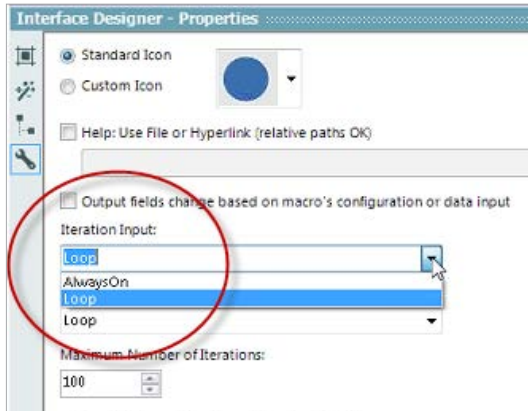 Interface Designer - Properties
Standard Icon
Custom Icon
Help: Use File or Hyperlink (relative paths OK)
Output fields change based on macro's configuration or data input
Iteration Input:
Loop
AlwaysOn
Loop
Loop
Maximum Number of Iterations:
100